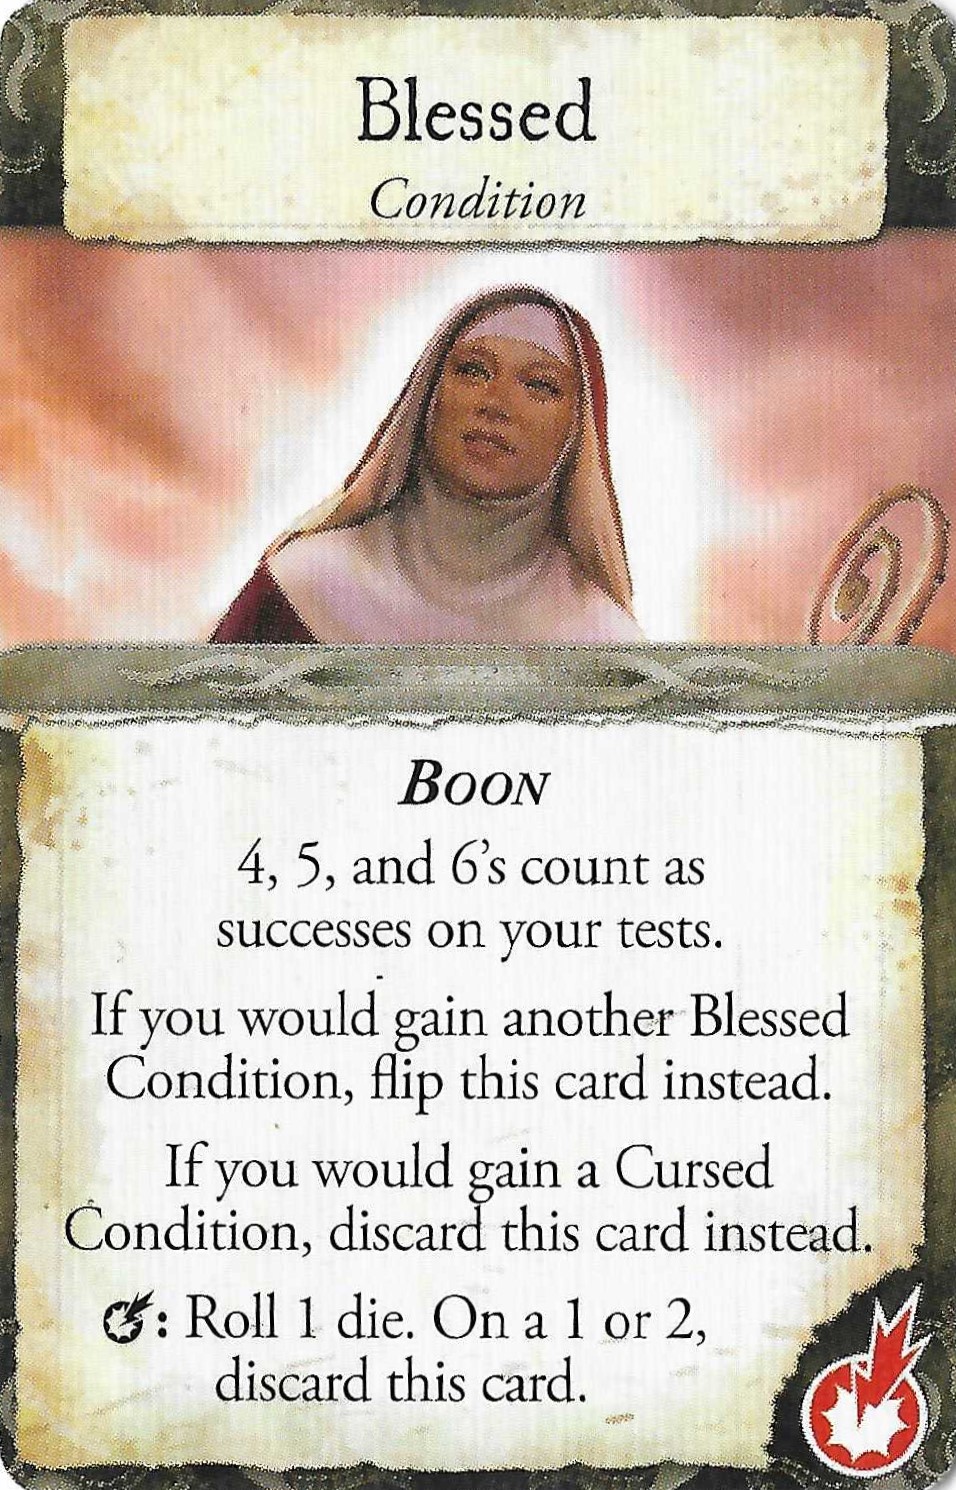 Blessed
Condition
BOON
4, 5, and 6's count as
successes on your tests.
If you would gain another Blessed
Condition, flip this card instead.
If you would gain a Cursed
Condition, discard this card instead.
: Roll 1 die. On a 1 or 2,
discard this card.